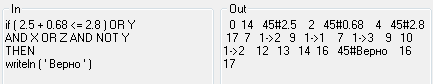 In
if ( 2.5 + 0.68 <= 2.8 ) OR Y
AND X OR Z AND NOT Y
THEN
writeln ( ' Верно ' )
Out
0 14 45#2.5 2 45#0.68 4 45#2.8
17 7 1->2 9 1->1 7 1->3 9 10
1->2 12 13 14 16 45#Верно 16
17